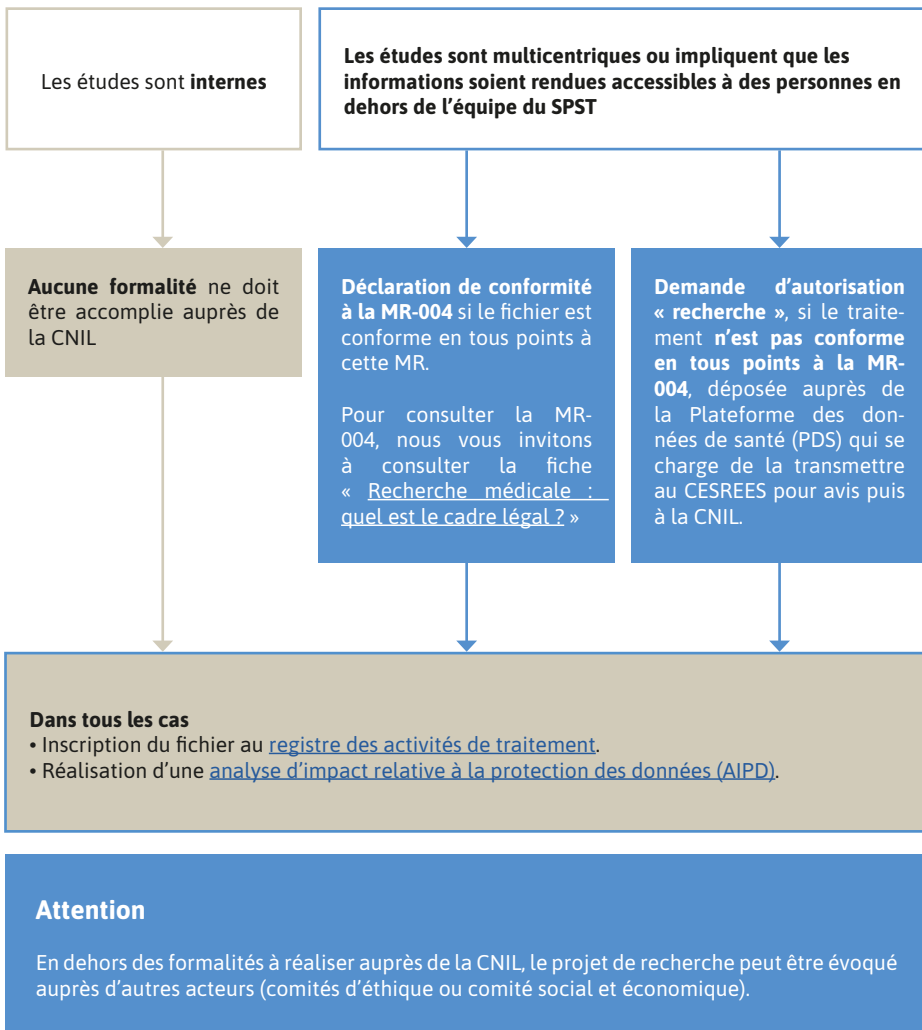 Les études sont internes
Les études sont multicentriques ou impliquent que les
informations soient rendues accessibles à des personnes en
dehors de l'équipe du SPST
Aucune formalité ne doit
être accomplie auprès de
la CNIL
Déclaration de conformité
à la MR-004 si le fichier est
conforme en tous points à
cette MR.
Pour consulter la MR-
004, nous vous invitons
à consulter la fiche
« Recherche médicale :
quel est le cadre légal ? »
Demande d'autorisation
« recherche », si le traite-
ment n'est pas conforme
en tous points à la MR-
004, déposée auprès de
la Plateforme des don-
nées de santé (PDS) qui se
charge de la transmettre
au CESREES pour avis puis
à la CNIL.
Dans tous les cas
• Inscription du fichier au registre des activités de traitement.
• Réalisation d'une analyse d'impact relative à la protection des données (AIPD).
Attention
En dehors des formalités à réaliser auprès de la CNIL, le projet de recherche peut être évoqué
auprès d'autres acteurs (comités d'éthique ou comité social et économique).